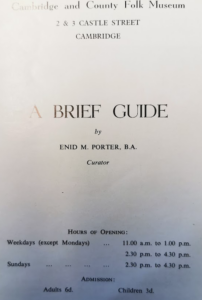 Cambridge and County Folk Museum
2 & 3 CASTLE STREET
CAMBRIDGE
A BRIEF GUIDE
by
ENID M. PORTER, B.A.
Curator
HOURS OF OPENING:
Weekdays (except Mondays) ... 11.00 a.m. to 1.00 p.m.
2.30 p.m. to 4.30 p.m.
Sundays ... ... ... 2.30 p.m. to 4.30 p.m.
ADMISSION:
Adults 6d. Children 3d.